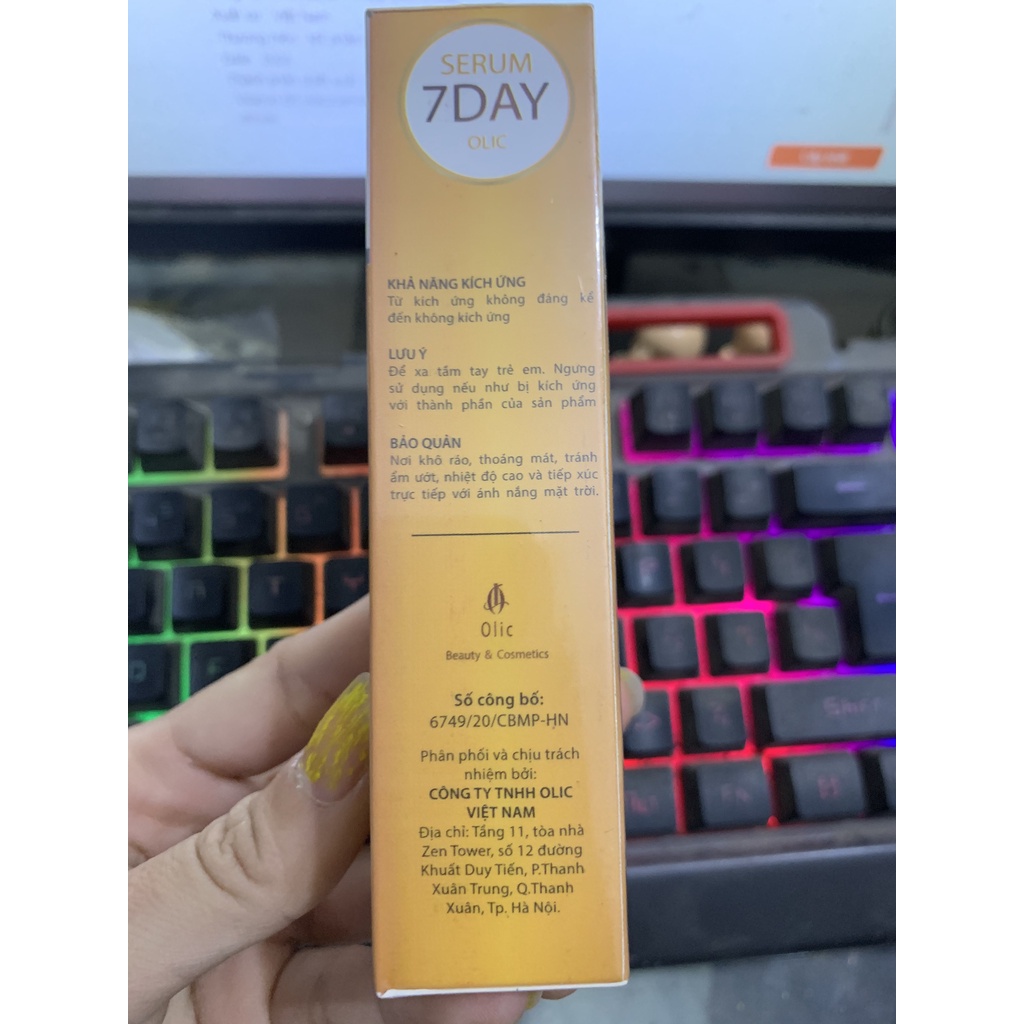 SERUM
7DAY
OLIC
KHẢ NĂNG KÍCH ỨNG
Từ kích ứng không đáng kể
đến không kích ứng
LƯU Ý
Để xa tầm tay trẻ em. Ngưng
sử dụng nếu như bị kích ứng
với thành phần của sản phẩm
BẢO QUẢN
Nơi khô ráo, thoáng mát, tránh
ẩm ướt, nhiệt độ cao và tiếp xúc
trực tiếp với ánh nắng mặt trời.
Olic
Beauty & Cosmetics
Số công bố:
6749/20/CBMP-HN
Phân phối và chịu trách
nhiệm bởi:
CÔNG TY TNHH OLIC
VIỆT NAM
Địa chỉ: Tầng 11, tòa nhà
Zen Tower, số 12 đường
Khuất Duy Tiến, P.Thanh
Xuân Trung, Q.Thanh
Xuân, Tp. Hà Nội.